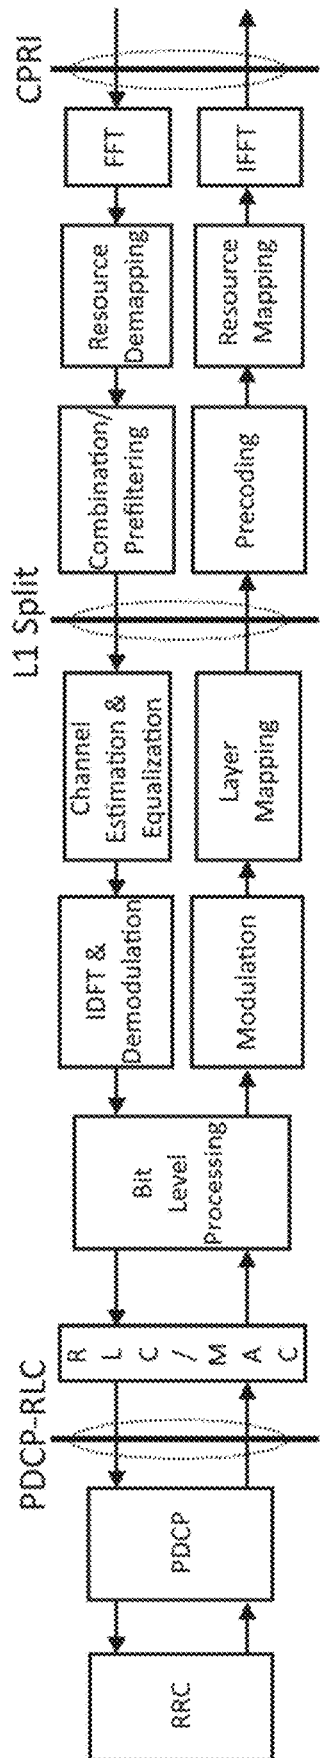 PDCP-RLC
L1 Split
CPRI
RRC
PDCP
R
L
C
/
M
A
C
Bit
Level
Processing
IDFT &
Demodulation
Channel
Estimation &
Equalization
Combination/
Prefiltering
Resource
Demapping
FFT
Modulation
Layer
Mapping
Precoding
Resource
Mapping
IFFT